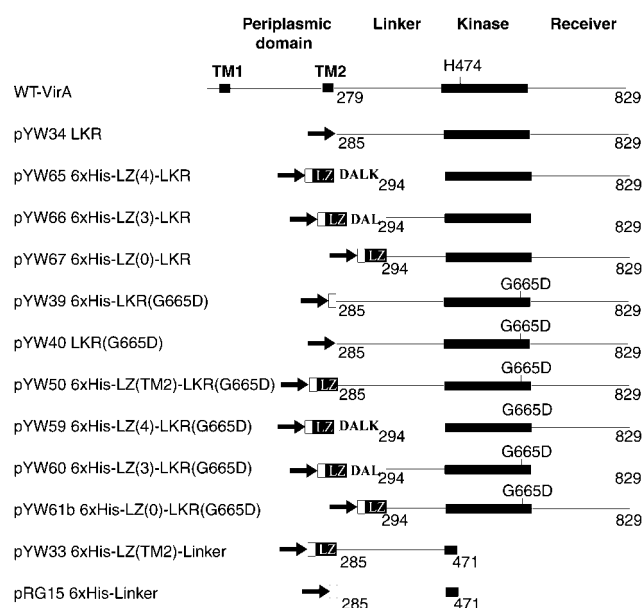 Periplasmic domain Linker Kinase Receiver
TM1 TM2 H474
WT-VirA 279 829
pYW34 LKR 285 829
pYW65 6xHis-LZ(4)-LKR LZ DALK 294 829
pYW66 6xHis-LZ(3)-LKR LZ DAL 294 829
pYW67 6xHis-LZ(0)-LKR LZ 294 829
G665D
pYW39 6xHis-LKR(G665D) 285 829
G665D
pYW40 LKR(G665D) 285 829
G665D
pYW50 6xHis-LZ(TM2)-LKR(G665D) LZ 285 829
G665D
pYW59 6xHis-LZ(4)-LKR(G665D) LZ DALK 294 829
G665D
pYW60 6xHis-LZ(3)-LKR(G665D) LZ DAL 294 829
G665D
pYW61b 6xHis-LZ(0)-LKR(G665D) LZ 294 829
pYW33 6xHis-LZ(TM2)-Linker LZ 285 471
pRG15 6xHis-Linker 285 471